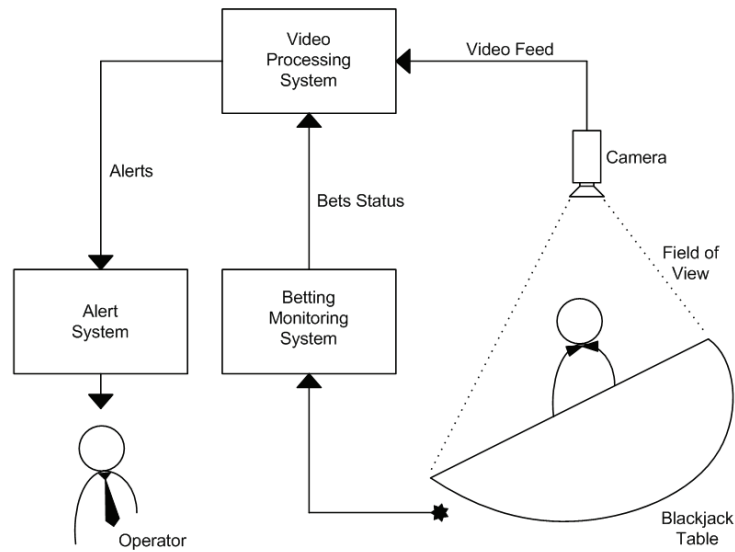 Video
Processing
System
Video Feed
Camera
Alerts
Bets Status
Field of
View
Alert
System
Betting
Monitoring
System
Blackjack
Table
Operator